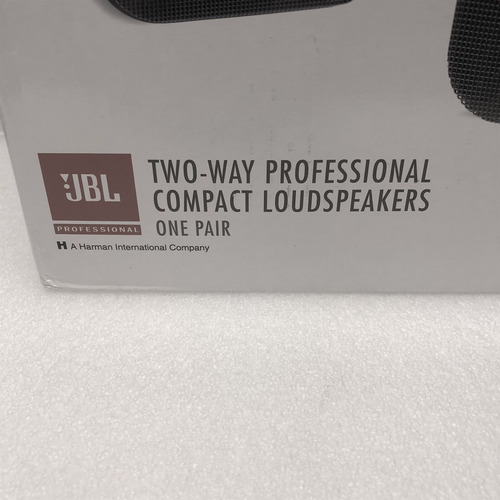 JBL
PROFESSIONAL
A Harman International Company
TWO-WAY PROFESSIONAL
COMPACT LOUDSPEAKERS
ONE PAIR